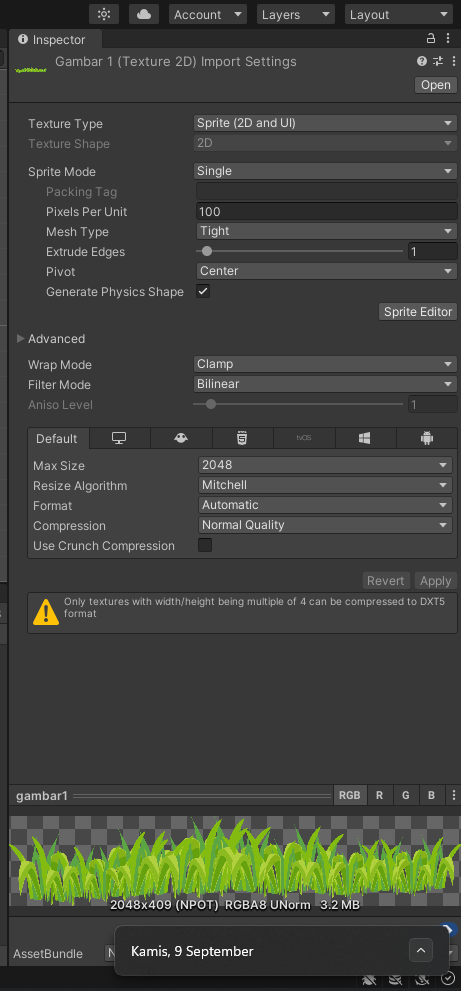 Account
Layers
Layout
Inspector
Gambar 1 (Texture 2D) Import Settings
Open
Texture Type Sprite (2D and UI)
Texture Shape 2D
Sprite Mode Single
Packing Tag
Pixels Per Unit 100
Mesh Type Tight
Extrude Edges 1
Pivot Center
Generate Physics Shape
Sprite Editor
Advanced
Wrap Mode Clamp
Filter Mode Bilinear
Aniso Level 1
Default
tvOS
Max Size 2048
Resize Algorithm Mitchell
Format Automatic
Compression Normal Quality
Use Crunch Compression
Revert Apply
Only textures with width/height being multiple of 4 can be compressed to DXT5
format
gambar1 RGB R G B
2048x409 (NPOT) RGBA8 UNorm 3.2 MB
AssetBundle
Kamis, 9 September